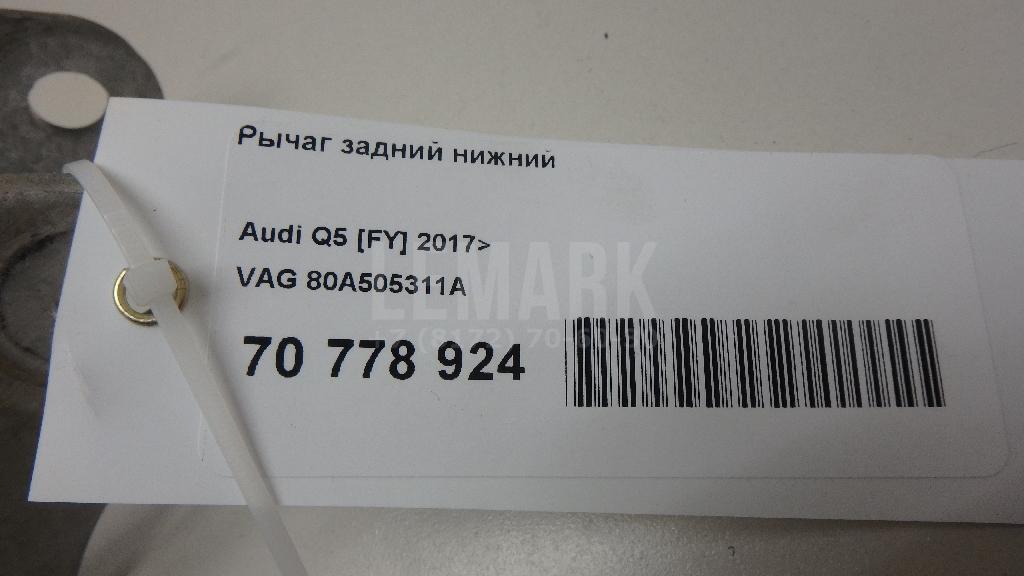 Рычаг задний нижний
Audi Q5 [FY] 2017>
VAG 80A505311A
LEMARK
70 778 924